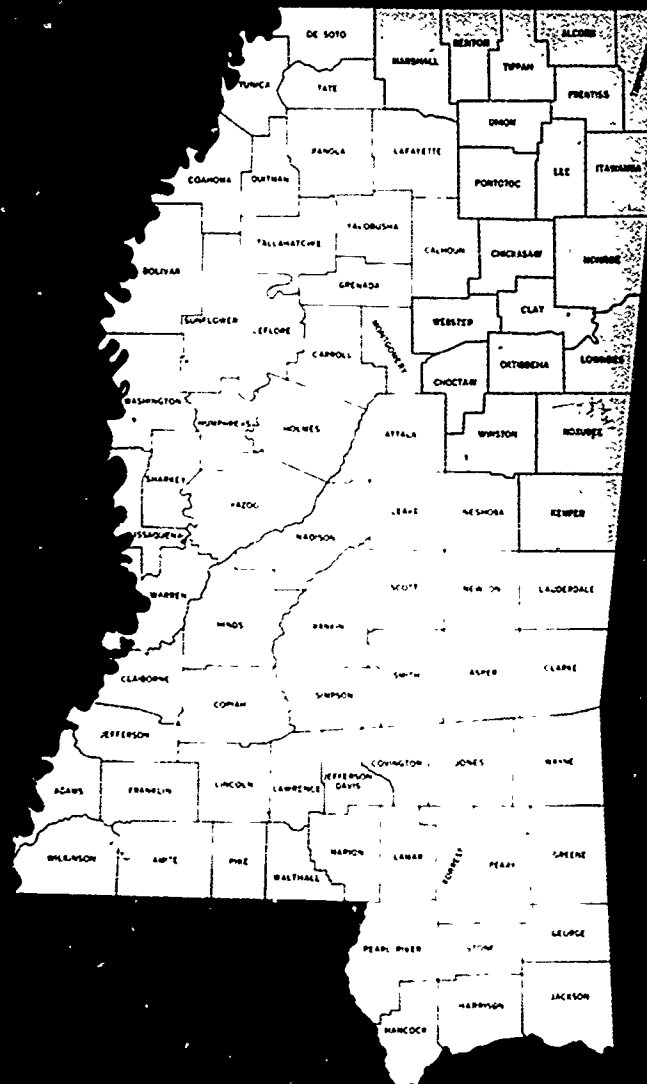 DE SOTO
MARSHALL
BENTON
TIPPAH
ALCORN
TUNICA
TATE
PRENTISS
UNION
PANOLA
LAFAYETTE
COAHOMA
QUITMAN
PONTOTOC
LEE
ITAWAMBA
TALLAHATCHIE
YALOBUSHA
CALHOUN
CHICKASAW
MONROE
BOLIVAR
GRENADA
SUNFLOWER
LEFLORE
CARROLL
MONTGOMERY
WEBSTER
CLAY
CHOCTAW
OKTIBBEHA
LOWNDES
WASHINGTON
HUMPHREYS
HOLMES
ATTALA
WINSTON
NOXUBEE
SHARKEY
YAZOO
LEAKE
NESHOBA
KEMPER
ISSAQUENA
MADISON
WARREN
HINDS
RANKIN
SCOTT
NEWTON
LAUDERDALE
CLAIBORNE
COPIAH
SIMPSON
SMITH
ASPER
CLARKE
JEFFERSON
ADAMS
FRANKLIN
LINCOLN
LAWRENCE
JEFFERSON
DAVIS
COVINGTON
JONES
WAYNE
WILKINSON
AMITE
PIKE
WALTHALL
MARION
LAMAR
FORREST
PERRY
GREENE
PEARL RIVER
STONE
GEORGE
HANCOCK
HARRISON
JACKSON